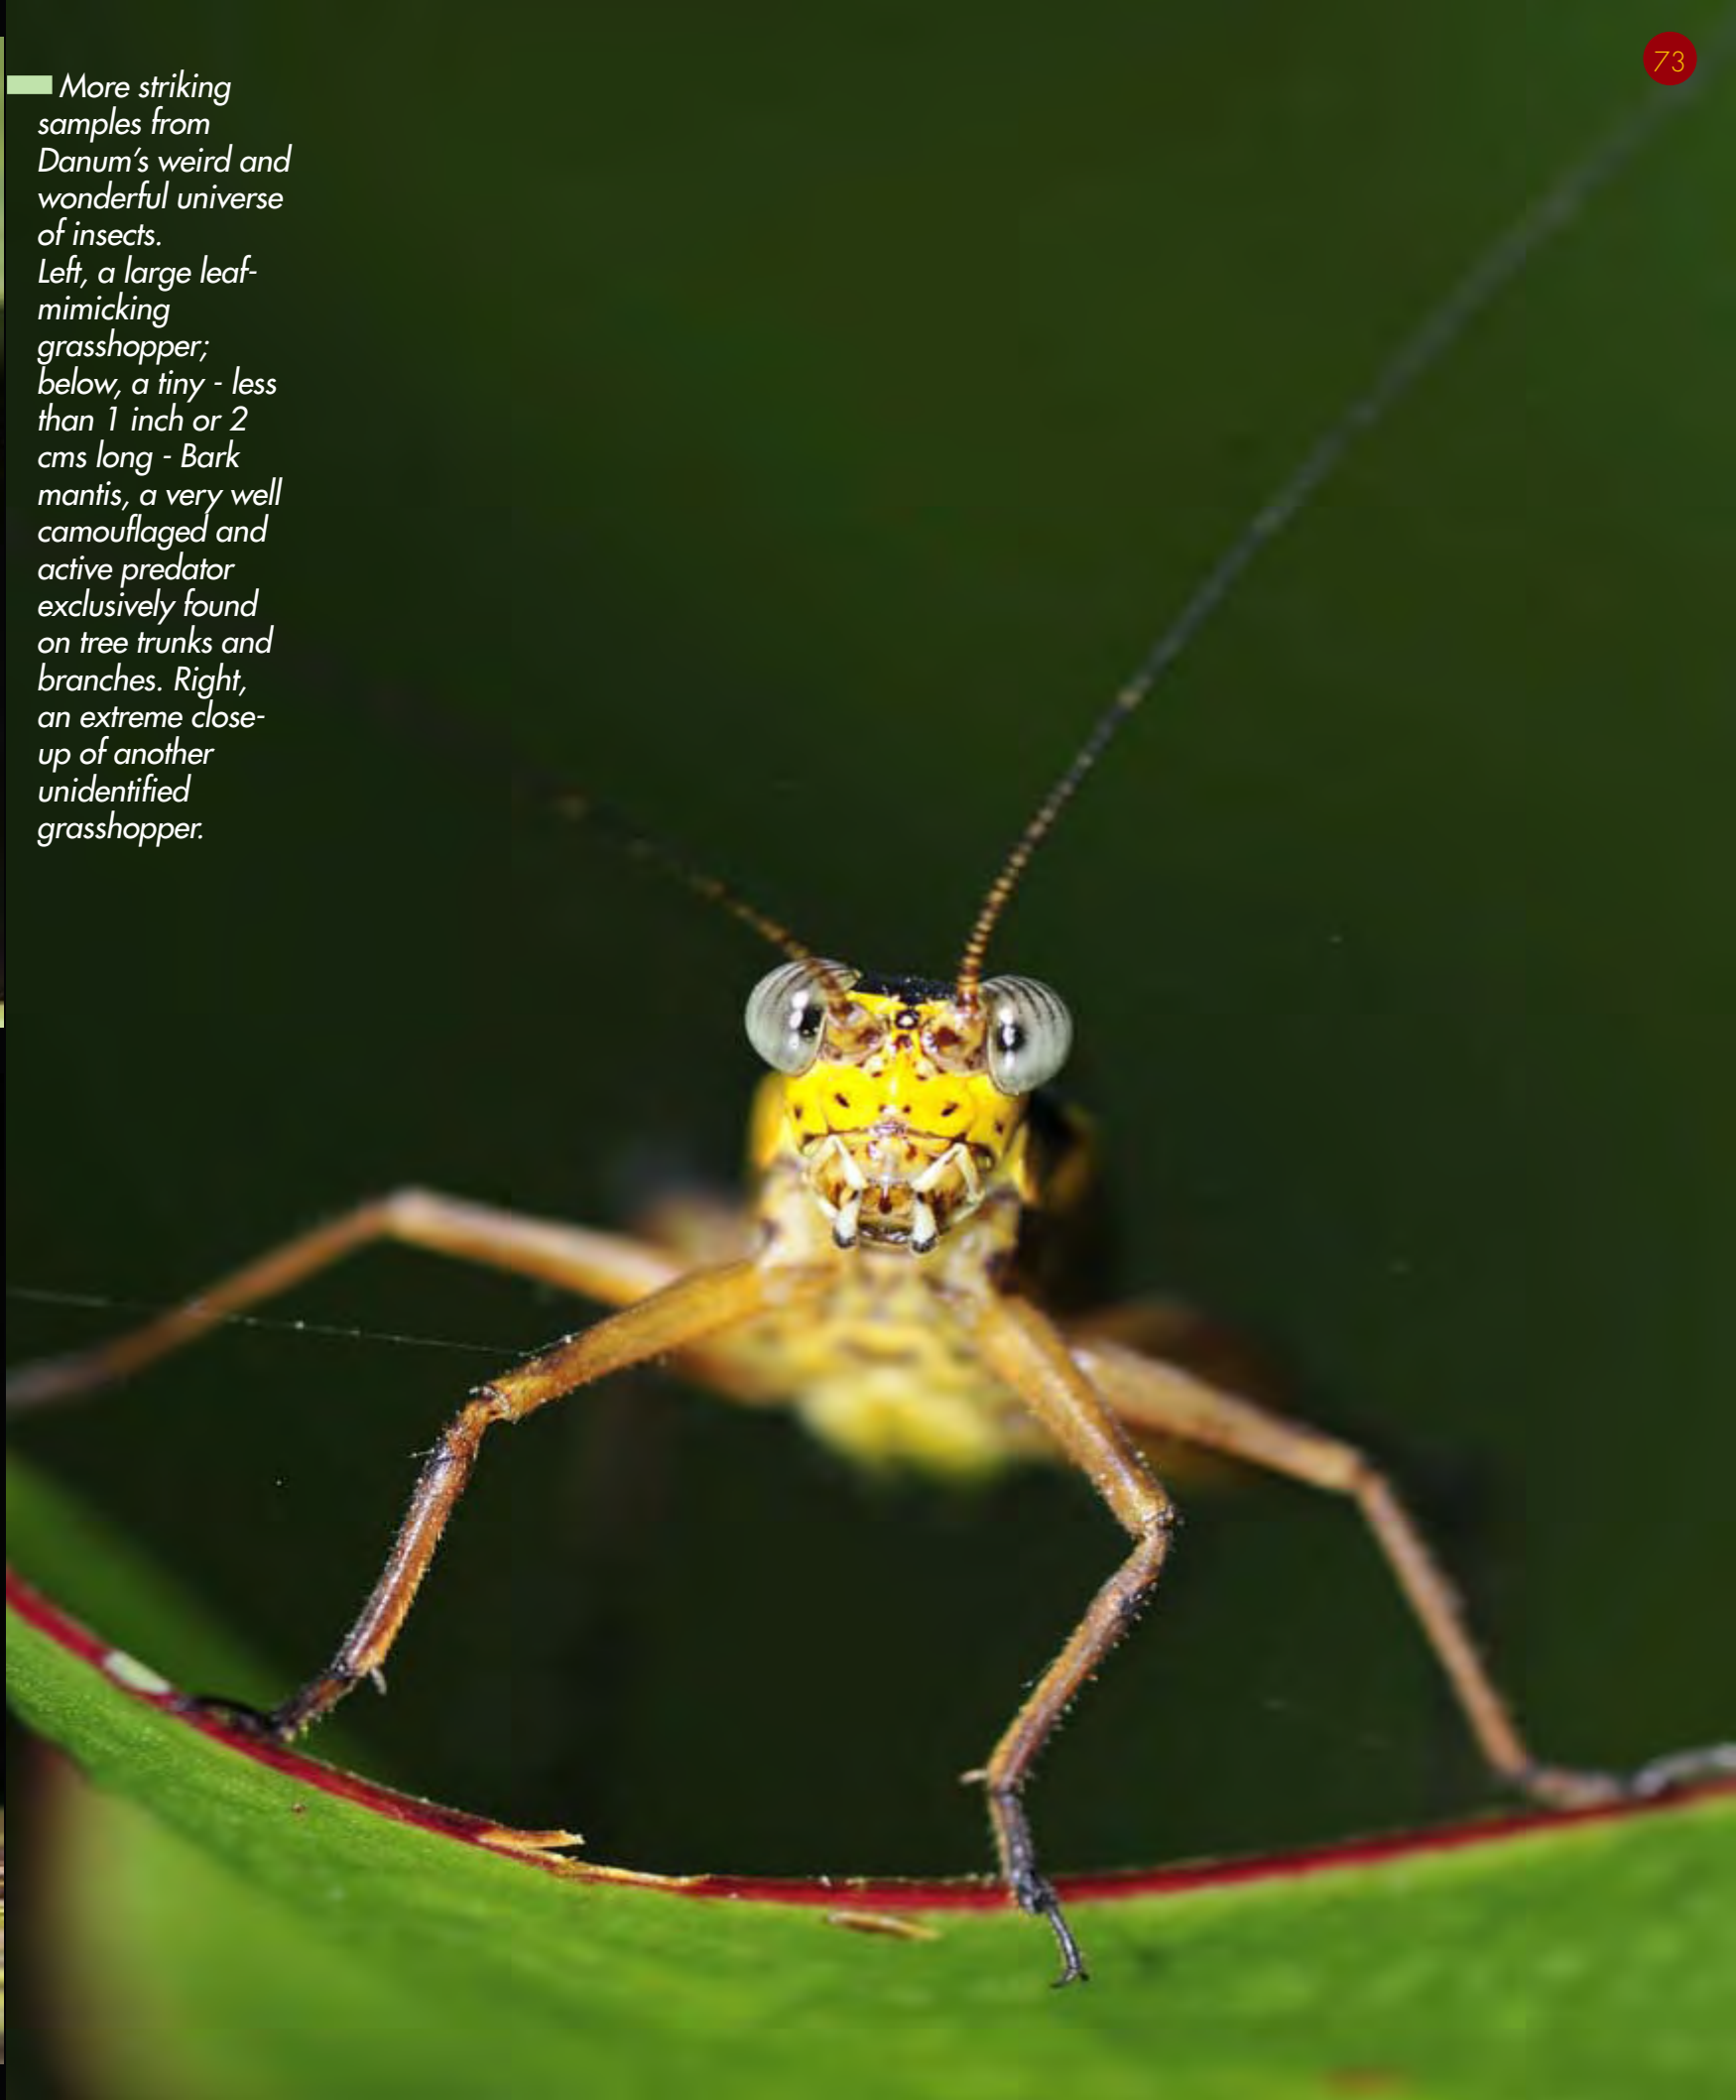 73
More striking
samples from
Danum's weird and
wonderful universe
of insects.
Left, a large leaf-
mimicking
grasshopper;
below, a tiny - less
than 1 inch or 2
cms long - Bark
mantis, a very well
camouflaged and
active predator
exclusively found
on tree trunks and
branches. Right,
an extreme close-
up of another
unidentified
grasshopper.